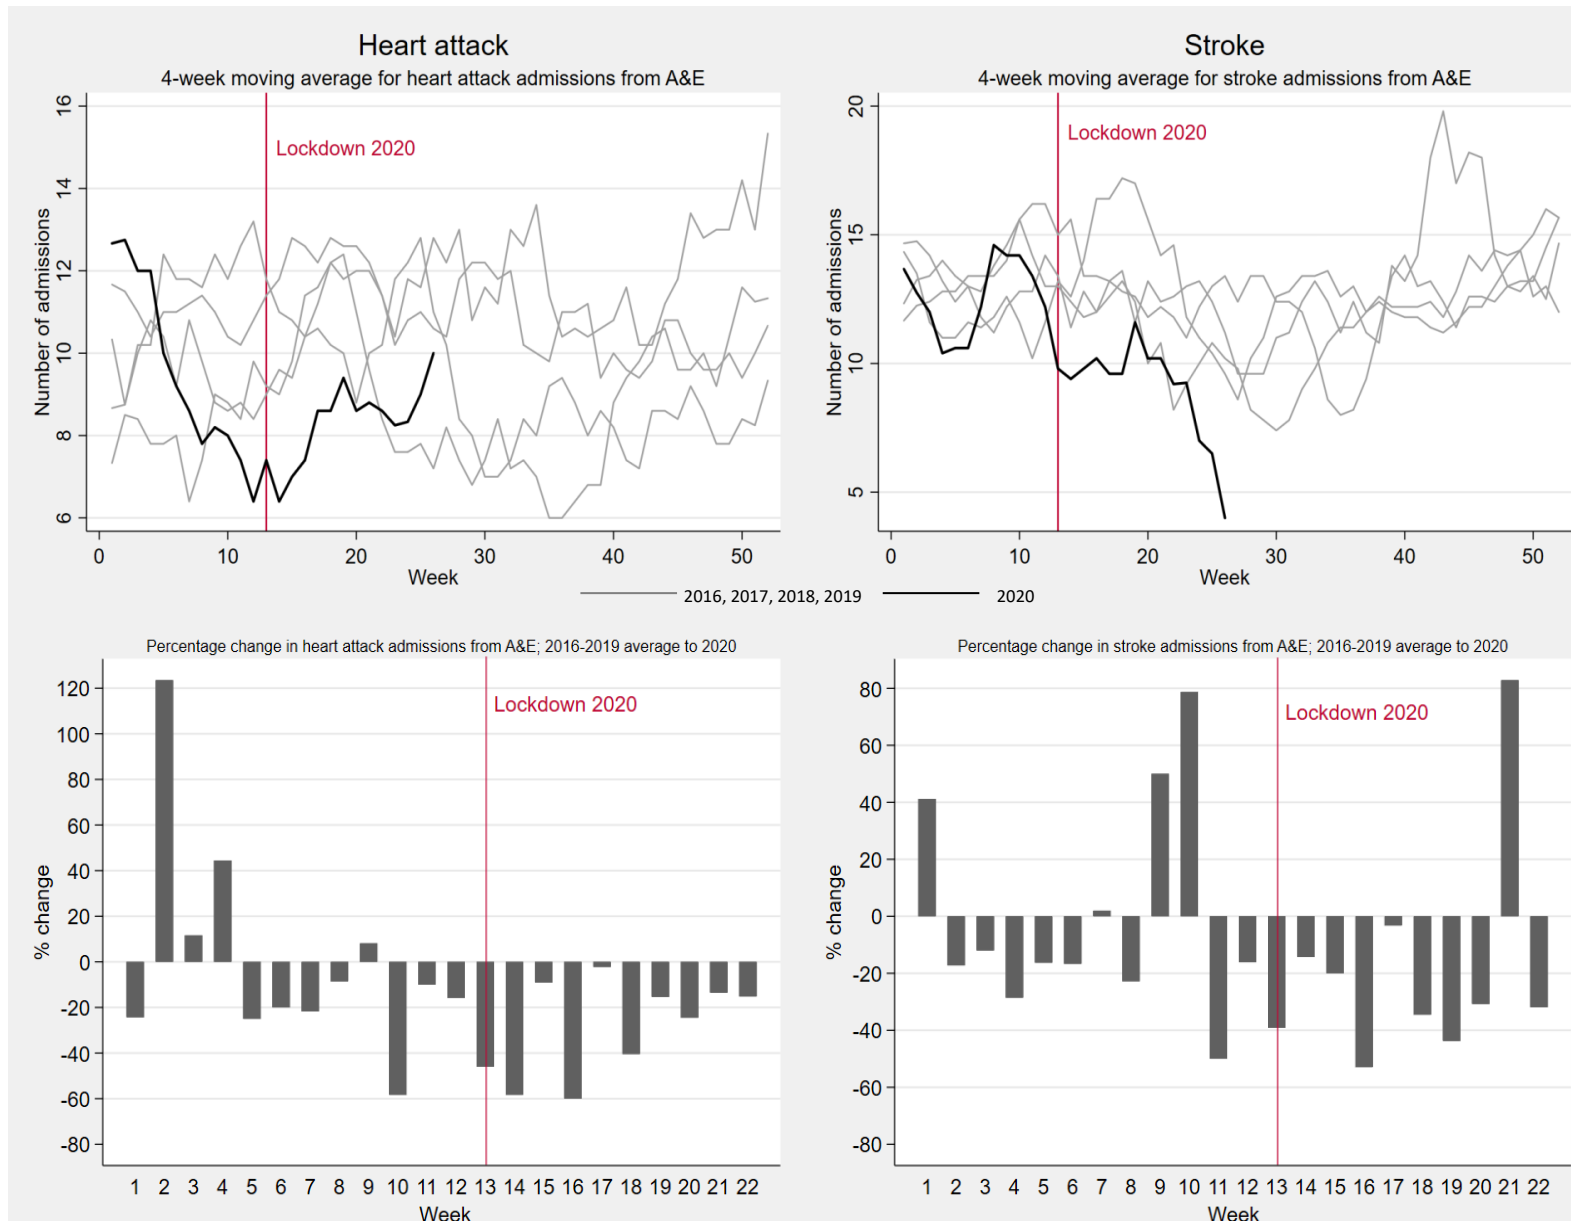 Heart attack
4-week moving average for heart attack admissions from A&E
16
14
12
10
8
6
Number of admissions
Lockdown 2020
0 10 20 30 40 50
Week
Stroke
4-week moving average for stroke admissions from A&E
20
15
10
5
Number of admissions
Lockdown 2020
0 10 20 30 40 50
Week
2016, 2017, 2018, 2019 2020
Percentage change in heart attack admissions from A&E; 2016-2019 average to 2020
120
100
80
60
40
20
0
-20
-40
-60
-80
% change
Lockdown 2020
1 2 3 4 5 6 7 8 9 10 11 12 13 14 15 16 17 18 19 20 21 22
Week
Percentage change in stroke admissions from A&E; 2016-2019 average to 2020
80
60
40
20
0
-20
-40
-60
-80
% change
Lockdown 2020
1 2 3 4 5 6 7 8 9 10 11 12 13 14 15 16 17 18 19 20 21 22
Week